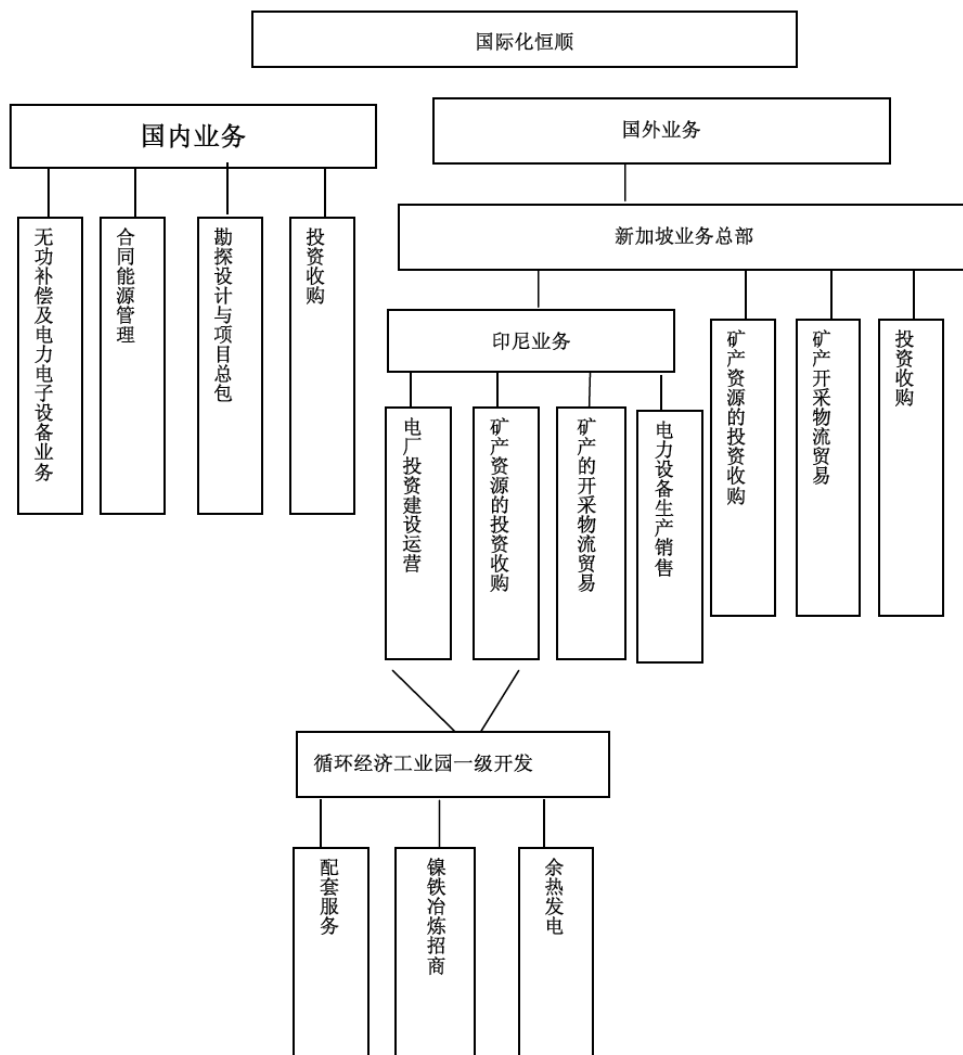 国际化恒顺
国内业务
国外业务
新加坡业务总部
无功补偿及电力电子设备业务
合同能源管理
勘探设计与项目总包
投资收购
印尼业务
矿产资源的投资收购
矿产开采物流贸易
投资收购
电厂投资建设运营
矿产资源的投资收购
矿产的开采物流贸易
电力设备生产销售
循环经济工业园一级开发
配套服务
镍铁冶炼招商
余热发电